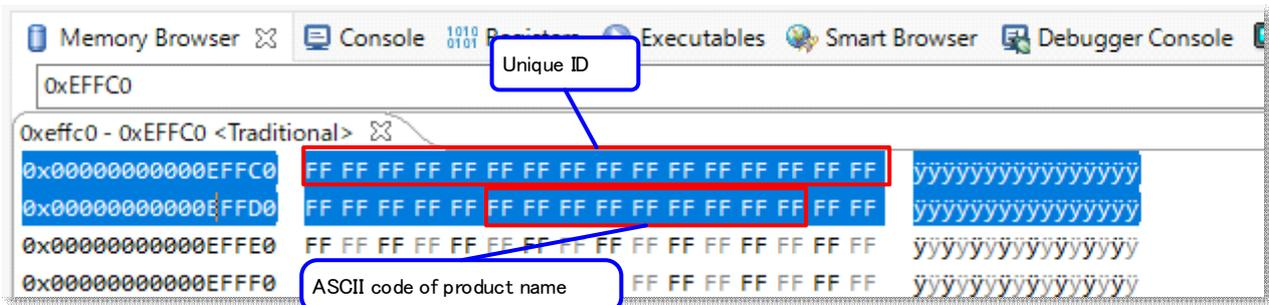 Memory Browser Console Executables Smart Browser Debugger Console
Unique ID
0xEFFC0
0xeffc0 - 0xEFFC0 <Traditional>
0x00000000000EFFC0 FF FF FF FF FF FF FF FF FF FF FF FF FF FF FF FF ÿÿÿÿÿÿÿÿÿÿÿÿÿÿÿÿ
0x00000000000EFFD0 FF FF FF FF FF FF FF FF FF FF FF FF FF FF FF FF ÿÿÿÿÿÿÿÿÿÿÿÿÿÿÿÿ
0x00000000000EFFE0 FF FF FF FF FF FF FF FF FF FF FF FF FF FF FF FF ÿÿÿÿÿÿÿÿÿÿÿÿÿÿÿÿ
0x00000000000EFFF0 FF FF FF FF FF FF FF ÿÿÿÿÿÿÿÿÿÿÿÿÿÿÿÿ
ASCII code of product name